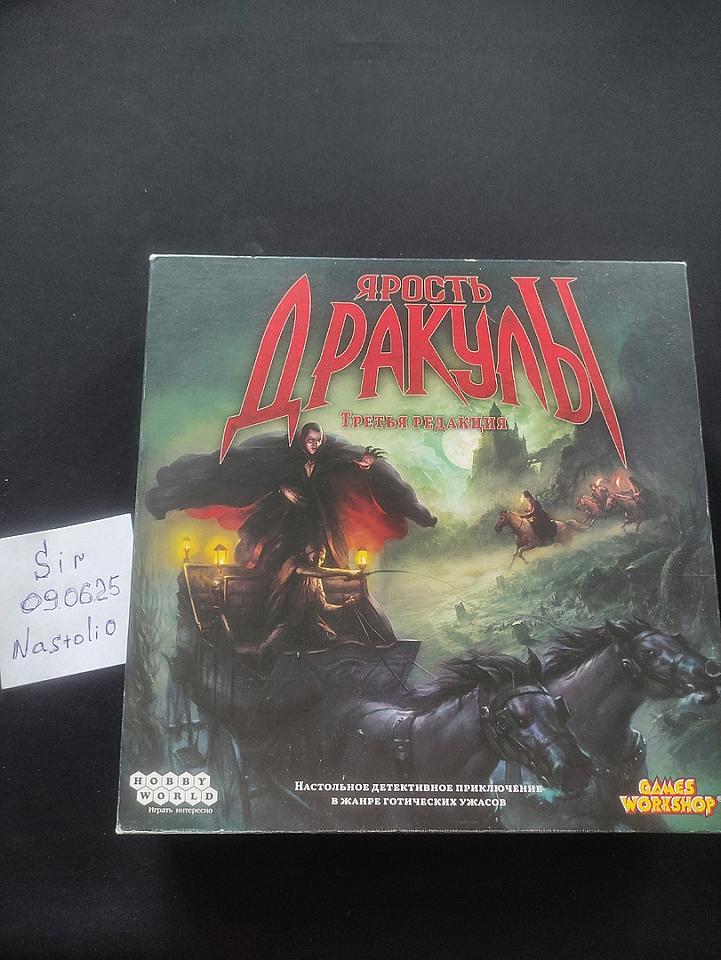 ЯРОСТЬ
ДРАКУЛЫ
ТРЕТЬЯ РЕДАКЦИЯ
Sir
09.06.25
Nastolio
HOBBY
WORLD
Играть интересно
НАСТОЛЬНОЕ ДЕТЕКТИВНОЕ ПРИКЛЮЧЕНИЕ
В ЖАНРЕ ГОТИЧЕСКИХ УЖАСОВ
GAMES
WORKSHOP®